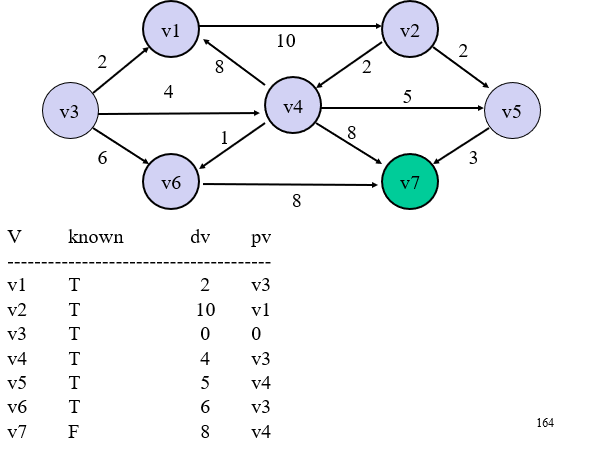 v1
v2
10
2
8
2
2
v3
4
v4
5
v5
6
1
8
3
v6
v7
8
V known dv pv
---------------------------------------
v1 T 2 v3
v2 T 10 v1
v3 T 0 0
v4 T 4 v3
v5 T 5 v4
v6 T 6 v3
v7 F 8 v4
164